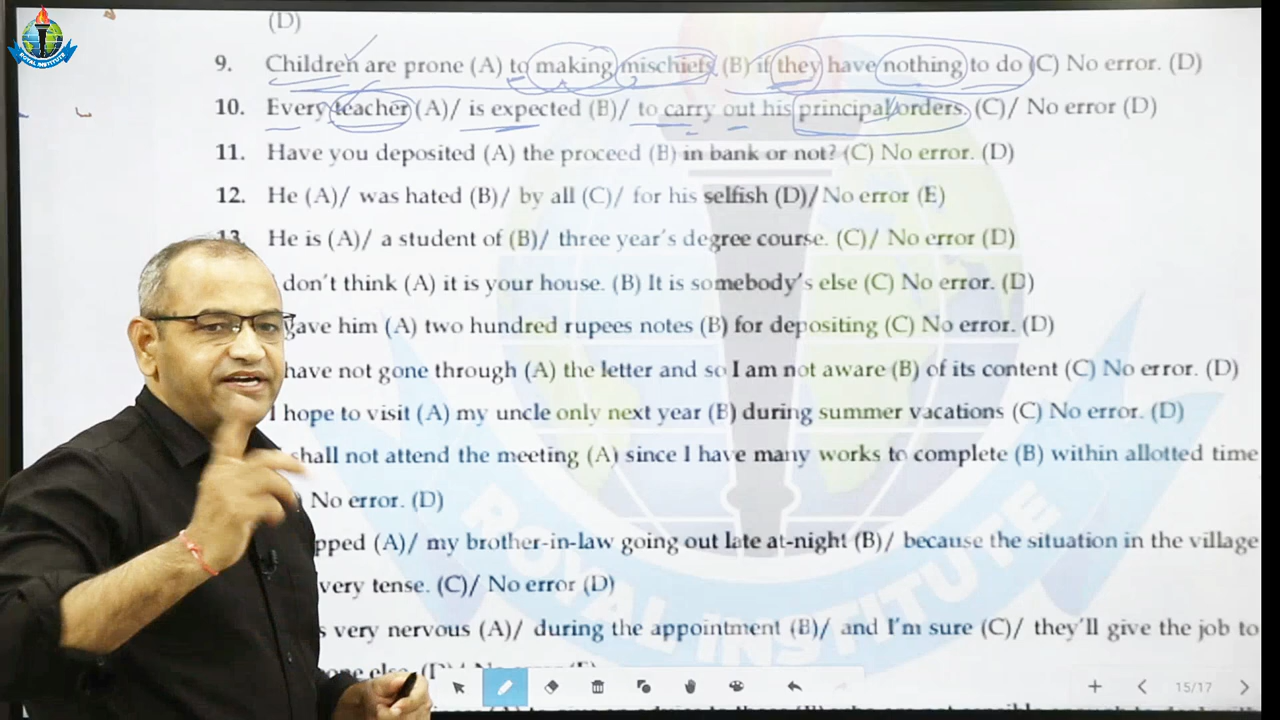 ROYAL INSTITUTE
(D)
9. Children are prone (A) to making mischiefs (B) if they have nothing to do (C) No error. (D)
10. Every teacher (A)/ is expected (B)/ to carry out his principal orders. (C)/ No error (D)
11. Have you deposited (A) the proceed (B) in bank or not? (C) No error. (D)
12. He (A)/ was hated (B)/ by all (C)/ for his selfish (D)/ No error (E)
13. He is (A)/ a student of (B)/ three year's degree course. (C)/ No error (D)
don't think (A) it is your house. (B) It is somebody's else (C) No error. (D)
gave him (A) two hundred rupees notes (B) for depositing (C) No error. (D)
have not gone through (A) the letter and so I am not aware (B) of its content (C) No error. (D)
I hope to visit (A) my uncle only next year (B) during summer vacations (C) No error. (D)
shall not attend the meeting (A) since I have many works to complete (B) within allotted time
No error. (D)
pped (A)/ my brother-in-law going out late at-night (B)/ because the situation in the village
very tense. (C)/ No error (D)
s very nervous (A)/ during the appointment (B)/ and I'm sure (C)/ they'll give the job to
ROYAL INSTITUTE
15/17